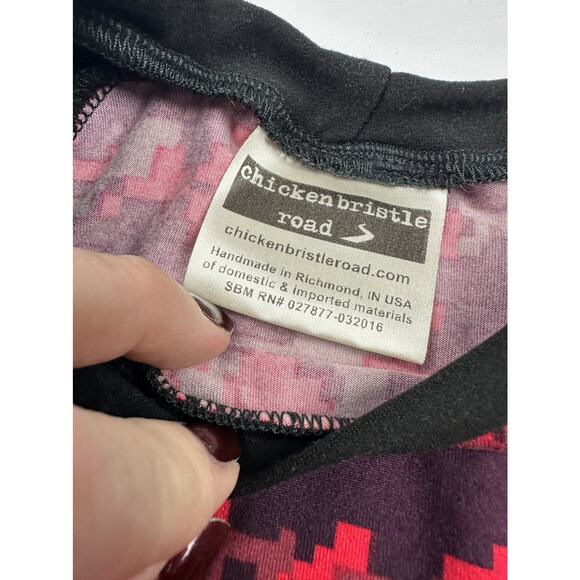 chickenbristle
road
chickenbristleroad.com
Handmade in Richmond, IN USA
of domestic & imported materials
SBM RN# 027877-032016